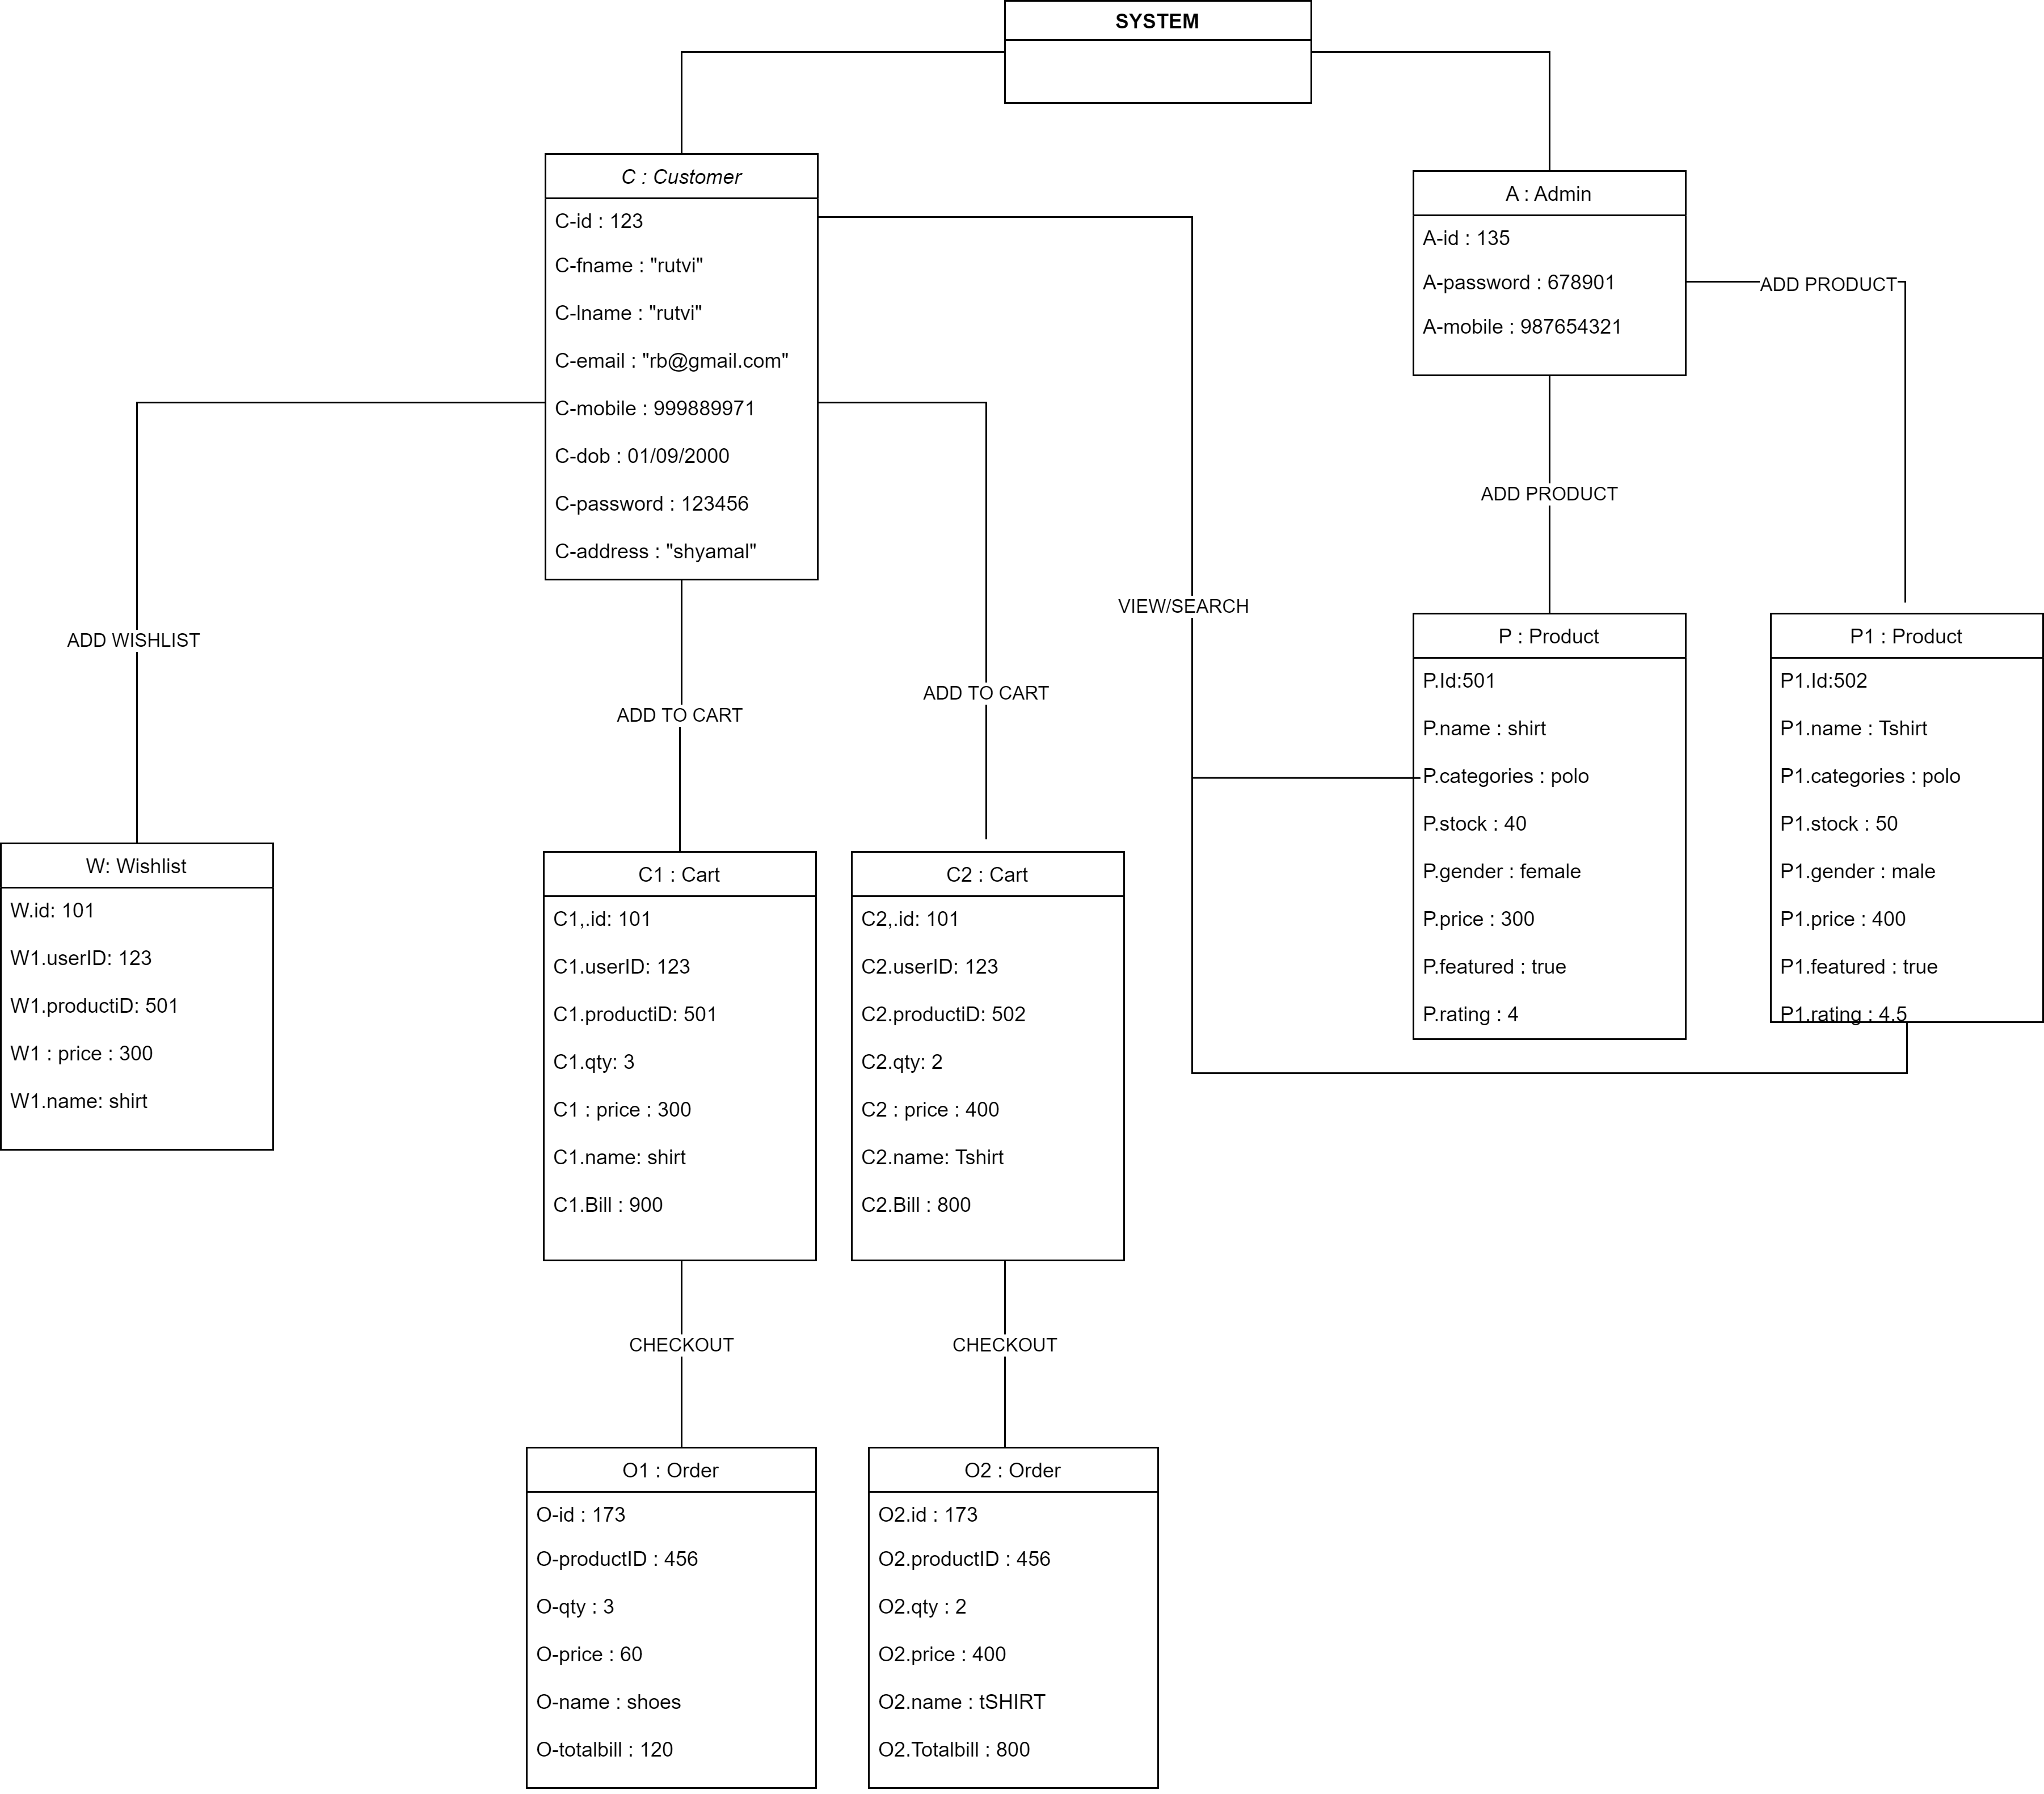 SYSTEM
C : Customer
C-id : 123
C-fname : "rutvi"
C-lname : "rutvi"
C-email : "rb@gmail.com"
C-mobile : 999889971
C-dob : 01/09/2000
C-password : 123456
C-address : "shyamal"
A : Admin
A-id : 135
A-password : 678901
A-mobile : 987654321
ADD PRODUCT
ADD PRODUCT
VIEW/SEARCH
ADD WISHLIST
ADD TO CART
ADD TO CART
P : Product
P.Id:501
P.name : shirt
P.categories : polo
P.stock : 40
P.gender : female
P.price : 300
P.featured : true
P.rating : 4
P1 : Product
P1.Id:502
P1.name : Tshirt
P1.categories : polo
P1.stock : 50
P1.gender : male
P1.price : 400
P1.featured : true
P1.rating : 4.5
W: Wishlist
W.id: 101
W1.userID: 123
W1.productiD: 501
W1 : price : 300
W1.name: shirt
C1 : Cart
C1,.id: 101
C1.userID: 123
C1.productiD: 501
C1.qty: 3
C1 : price : 300
C1.name: shirt
C1.Bill : 900
C2 : Cart
C2,.id: 101
C2.userID: 123
C2.productiD: 502
C2.qty: 2
C2 : price : 400
C2.name: Tshirt
C2.Bill : 800
CHECKOUT
CHECKOUT
O1 : Order
O-id : 173
O-productID : 456
O-qty : 3
O-price : 60
O-name : shoes
O-totalbill : 120
O2 : Order
O2.id : 173
O2.productID : 456
O2.qty : 2
O2.price : 400
O2.name : tSHIRT
O2.Totalbill : 800